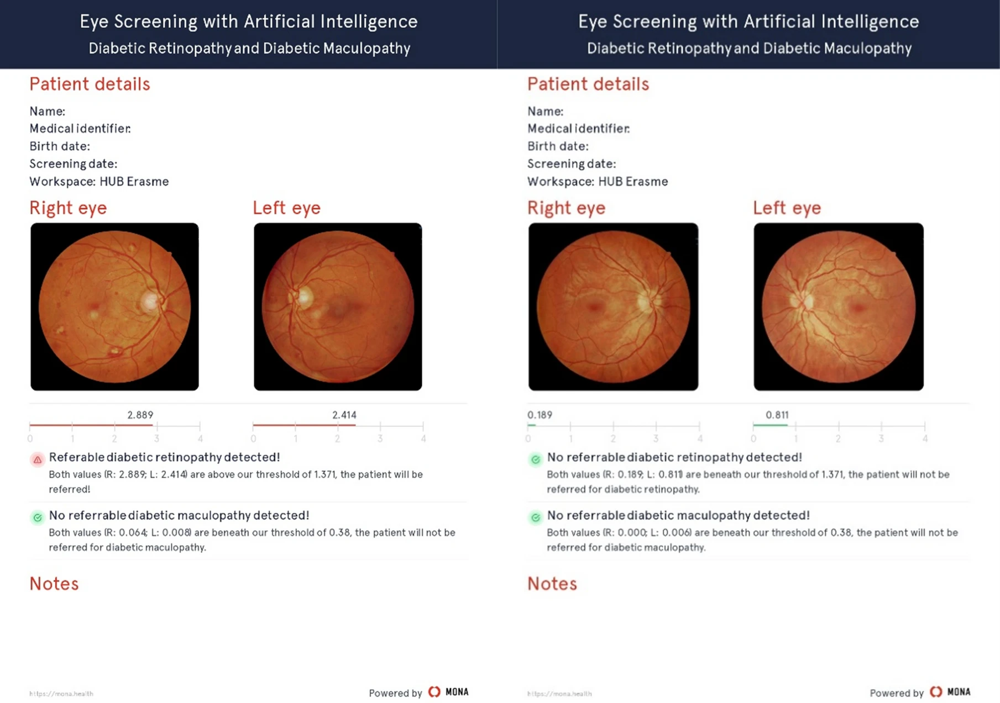 Eye Screening with Artificial Intelligence
Diabetic Retinopathy and Diabetic Maculopathy
Patient details
Name:
Medical identifier:
Birth date:
Screening date:
Workspace: HUB Erasme
Right eye
Left eye
2.889
0 1 2 3 4
2.414
0 1 2 3 4
Referable diabetic retinopathy detected!
Both values (R: 2.889; L: 2.414) are above our threshold of 1.371, the patient will be
referred!
No referrable diabetic maculopathy detected!
Both values (R: 0.064; L: 0.008) are beneath our threshold of 0.38, the patient will not be
referred for diabetic maculopathy.
Notes
https://mona.health
Powered by MONA
Eye Screening with Artificial Intelligence
Diabetic Retinopathy and Diabetic Maculopathy
Patient details
Name:
Medical identifier:
Birth date:
Screening date:
Workspace: HUB Erasme
Right eye
Left eye
0.189
0 1 2 3 4
0.811
0 1 2 3 4
No referrable diabetic retinopathy detected!
Both values (R: 0.189; L: 0.811) are beneath our threshold of 1.371, the patient will not be
referred for diabetic retinopathy.
No referrable diabetic maculopathy detected!
Both values (R: 0.000; L: 0.006) are beneath our threshold of 0.38, the patient will not be
referred for diabetic maculopathy.
Notes
https://mona.health
Powered by MONA